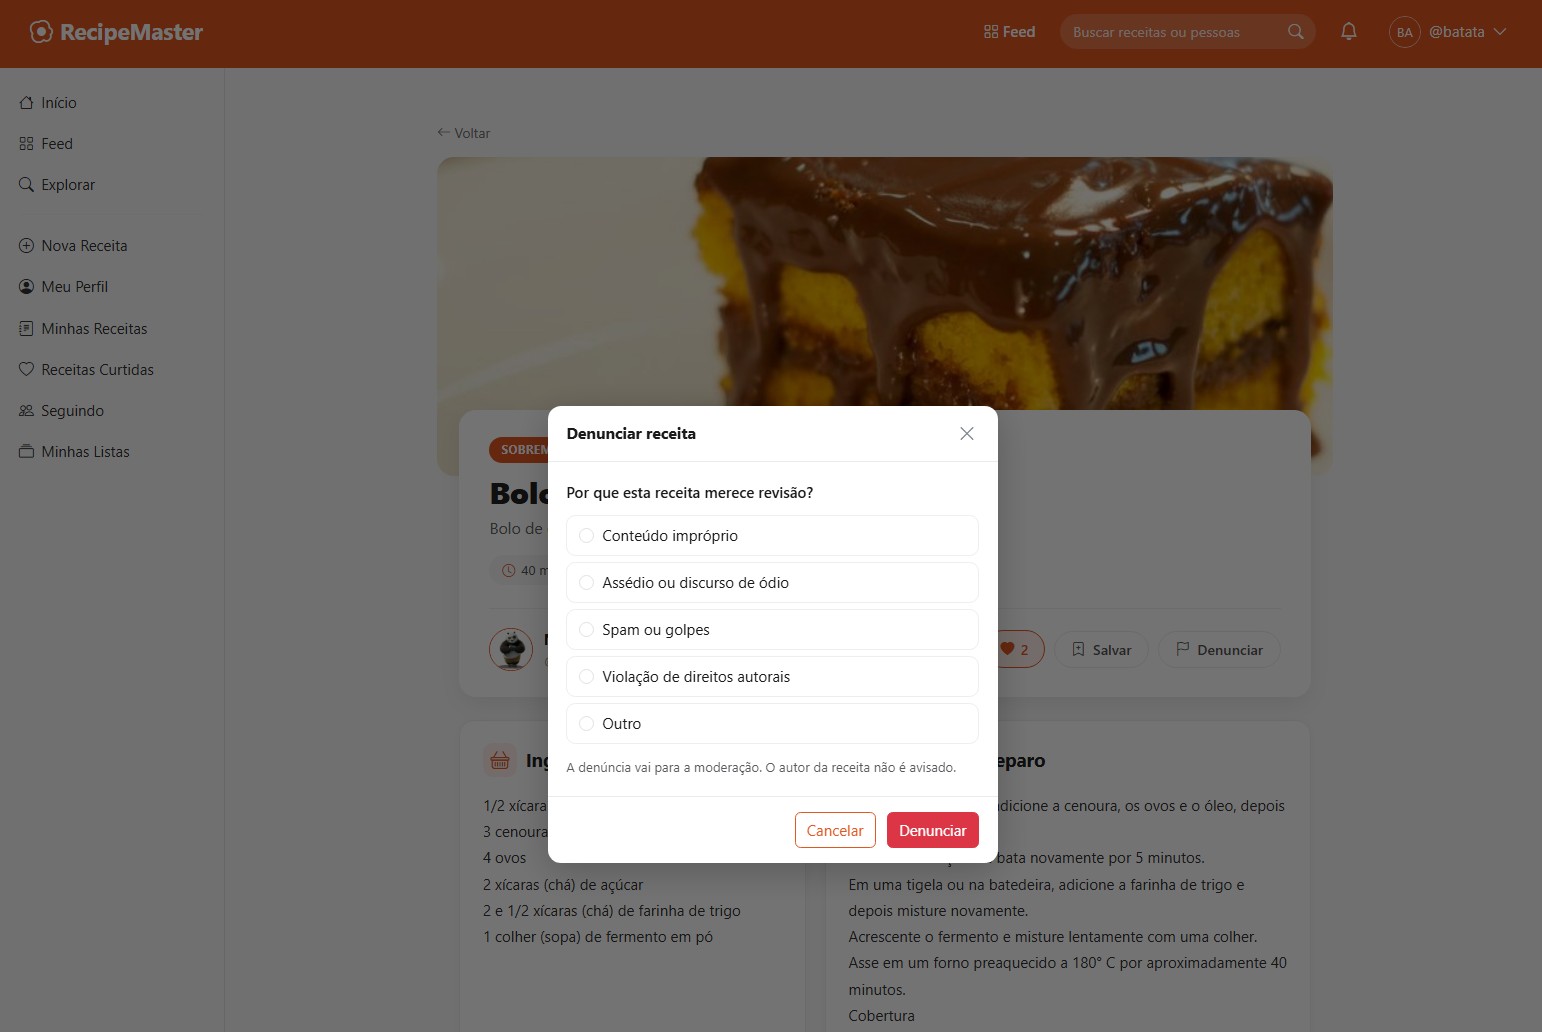 RecipeMaster
Feed
Buscar receitas ou pessoas
BA
@batata
Início
Feed
Explorar
Nova Receita
Meu Perfil
Minhas Receitas
Receitas Curtidas
Seguindo
Minhas Listas
Voltar
Bolo de
40
2
Salvar
Denunciar
Denunciar receita
Por que esta receita merece revisão?
Conteúdo impróprio
Assédio ou discurso de ódio
Spam ou golpes
Violação de direitos autorais
Outro
A denúncia vai para a moderação. O autor da receita não é avisado.
Cancelar
Denunciar
1/2
3
4 ovos
2 xícaras (chá) de açúcar
2 e 1/2 xícaras (chá) de farinha de trigo
1 colher (sopa) de fermento em pó
a cenoura, os ovos e o óleo, depois
bata novamente por 5 minutos.
Em uma tigela ou na batedeira, adicione a farinha de trigo e
depois misture novamente.
Acrescente o fermento e misture lentamente com uma colher.
Asse em um forno preaquecido a 180° C por aproximadamente 40
minutos.
Cobertura